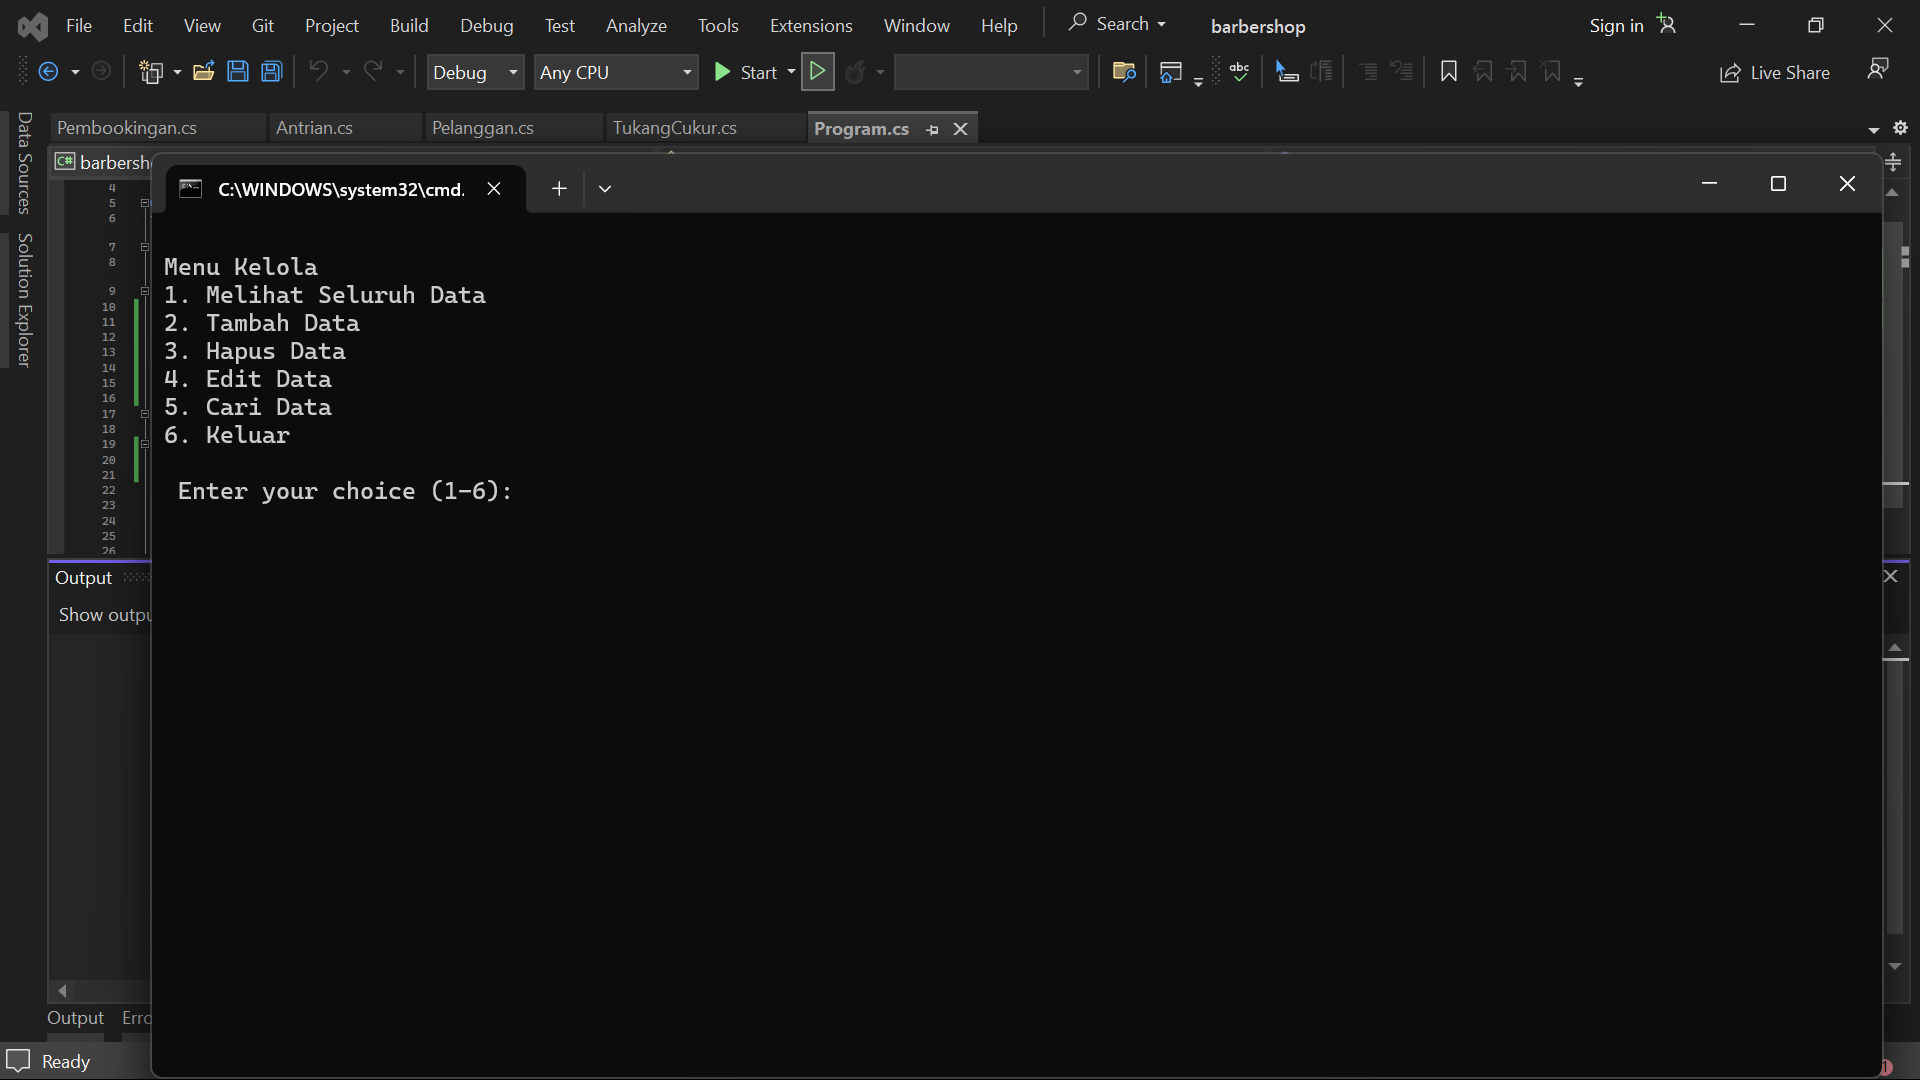 File Edit View Git Project Build Debug Test Analyze Tools Extensions Window Help Search barbershop Sign in
Debug Any CPU Start abc Live Share
Data Sources
Solution Explorer
Pembookingan.cs Antrian.cs Pelanggan.cs TukangCukur.cs Program.cs
C# barbersh
C:\WINDOWS\system32\cmd.
4
5
6
7
8
9
10
11
12
13
14
15
16
17
18
19
20
21
22
23
24
25
26
Menu Kelola
1. Melihat Seluruh Data
2. Tambah Data
3. Hapus Data
4. Edit Data
5. Cari Data
6. Keluar
Enter your choice (1-6):
Output
Show outpu
Output Erro
Ready
1